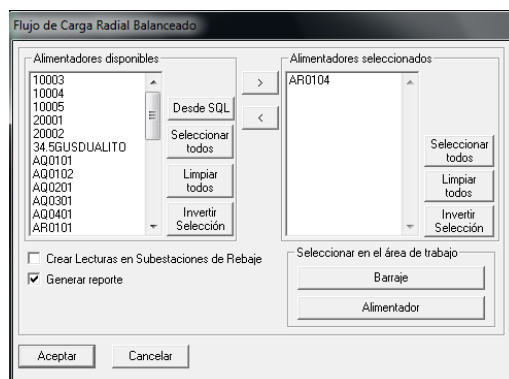 Flujo de Carga Radial Balanceado
Alimentadores disponibles
10003
10004
10005
20001
20002
34.5GUSDUALITO
AQ0101
AQ0102
AQ0201
AQ0301
AQ0401
AR0101
Desde SQL
Seleccionar
todos
Limpiar
todos
Invertir
Selección
>
<
Alimentadores seleccionados
AR0104
Seleccionar
todos
Limpiar
todos
Invertir
Selección
Crear Lecturas en Subestaciones de Rebaje
Generar reporte
Seleccionar en el área de trabajo
Barraje
Alimentador
Aceptar
Cancelar